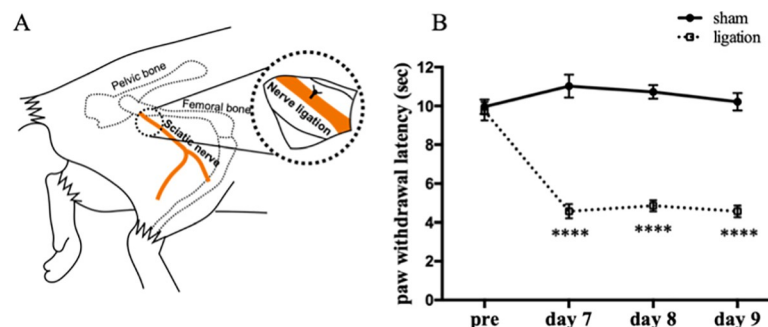 A
Pelvic bone
Femoral bone
Sciatic nerve
Nerve ligation
B
sham
ligation
paw withdrawal latency (sec)
12
10
8
6
4
2
0
****
****
****
pre
day 7
day 8
day 9